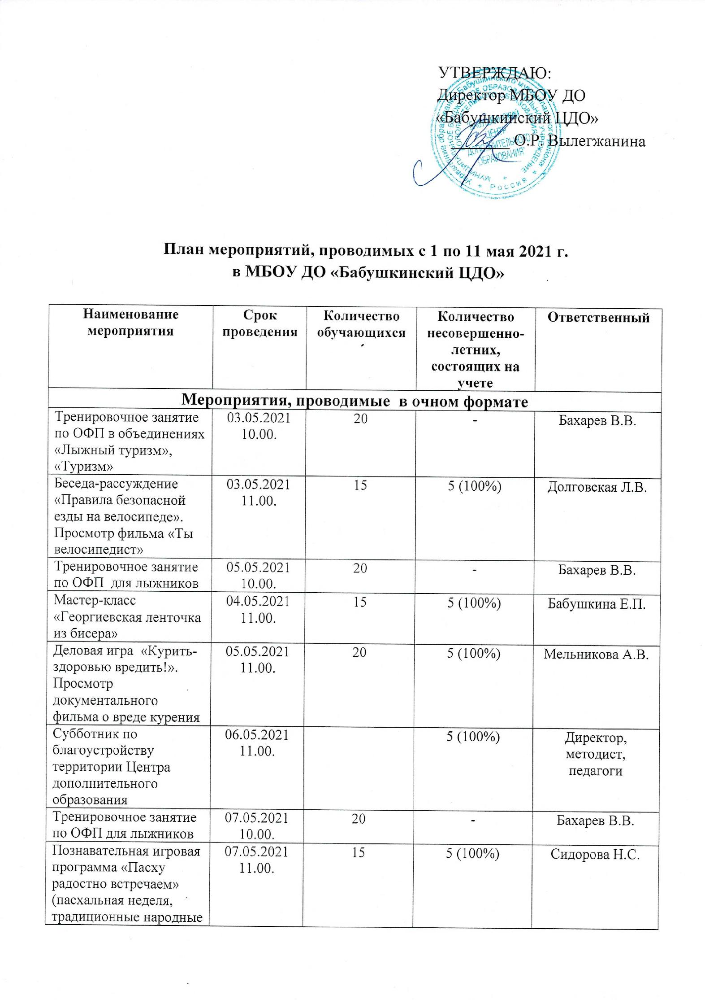 УТВЕРЖДАЮ:
Директор МБОУ ДО
«Бабушкинский ЦДО»
О.Р. Вылегжанина
БАБУШКИНСКИЙ
ЦЕНТР
ДОПОЛНИТЕЛЬНОГО
ОБРАЗОВАНИЯ
РОССИЯ
План мероприятий, проводимых с 1 по 11 мая 2021 г.
в МБОУ ДО «Бабушкинский ЦДО»
Наименование
мероприятия
Срок
проведения
Количество
обучающихся
Количество
несовершенно-
летних,
состоящих на
учете
Ответственный
Мероприятия, проводимые  в очном формате
Тренировочное занятие
по ОФП в объединениях
«Лыжный туризм»,
«Туризм»
03.05.2021
10.00.
20
-
Бахарев В.В.
Беседа-рассуждение
«Правила безопасной
езды на велосипеде».
Просмотр фильма «Ты
велосипедист»
03.05.2021
11.00.
15
5 (100%)
Долговская Л.В.
Тренировочное занятие
по ОФП  для лыжников
05.05.2021
10.00.
20
-
Бахарев В.В.
Мастер-класс
«Георгиевская ленточка
из бисера»
04.05.2021
11.00.
15
5 (100%)
Бабушкина Е.П.
Деловая игра  «Курить-
здоровью вредить!».
Просмотр
документального
фильма о вреде курения
05.05.2021
11.00.
20
5 (100%)
Мельникова А.В.
Субботник по
благоустройству
территории Центра
дополнительного
образования
06.05.2021
11.00.
5 (100%)
Директор,
методист,
педагоги
Тренировочное занятие
по ОФП для лыжников
07.05.2021
10.00.
20
-
Бахарев В.В.
Познавательная игровая
программа «Пасху
радостно встречаем»
(пасхальная неделя,
традиционные народные
07.05.2021
11.00.
15
5 (100%)
Сидорова Н.С.